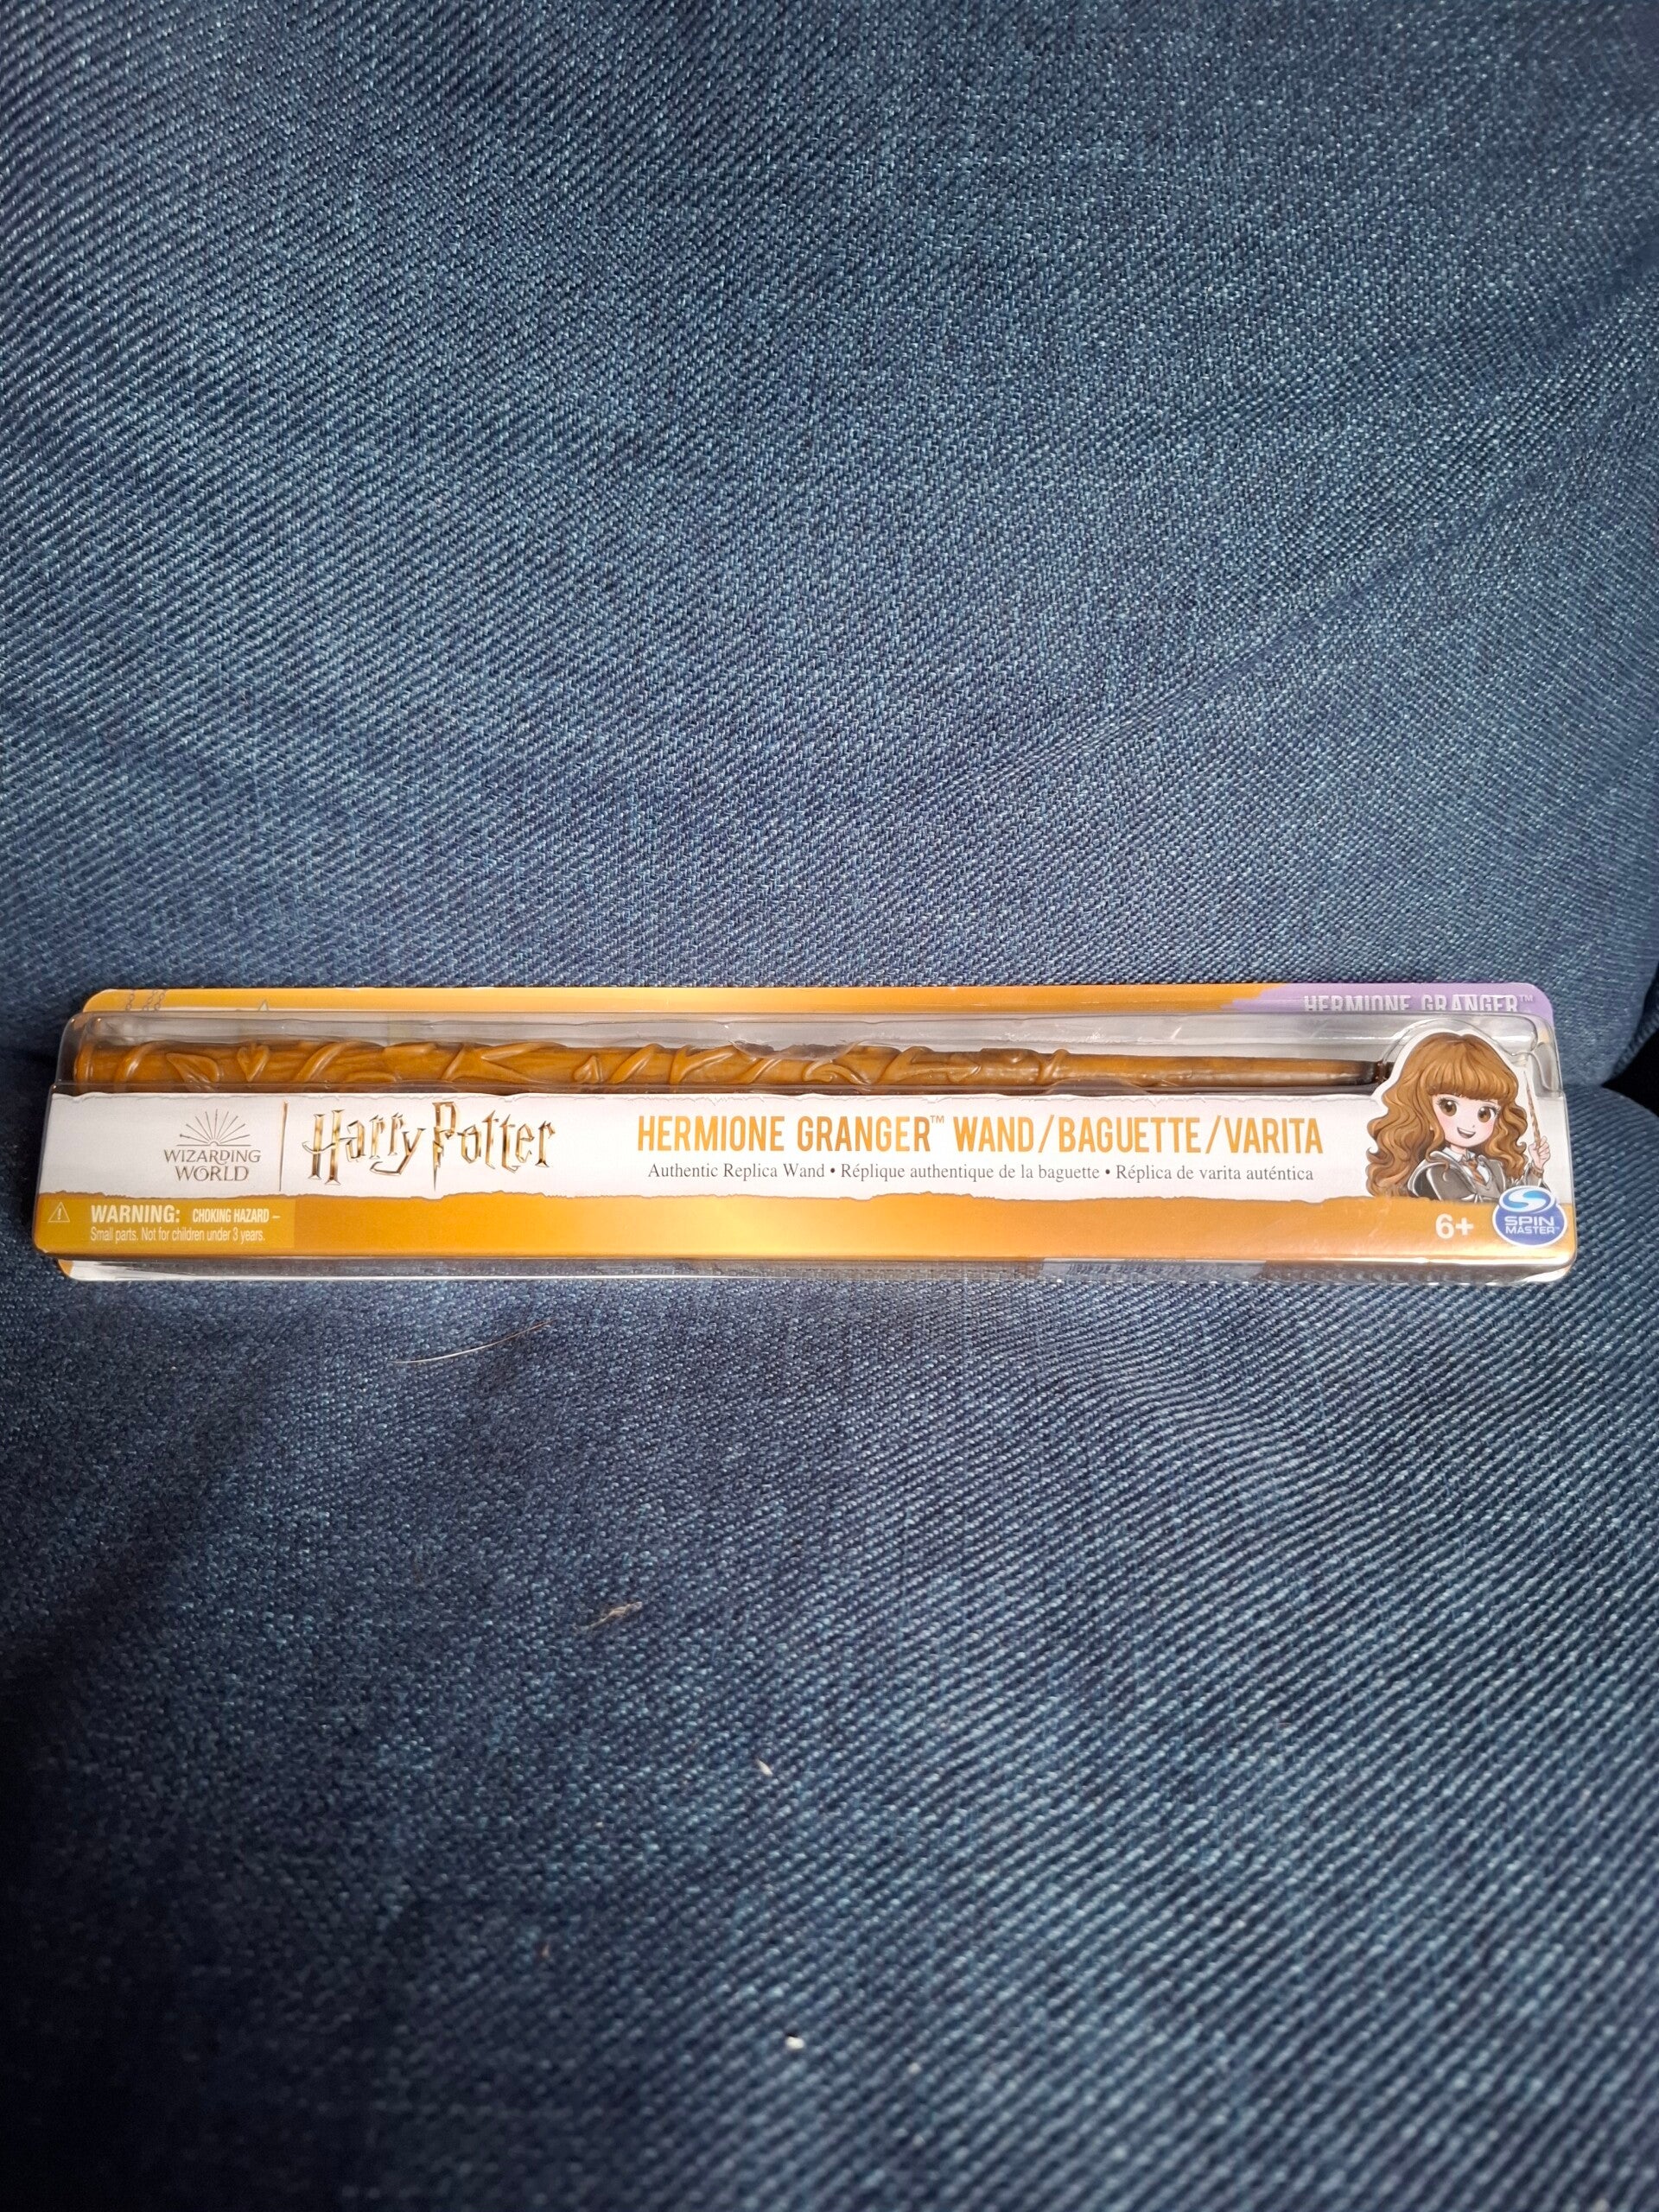 HERMIONE GRANGER™
WIZARDING
WORLD
Harry Potter
HERMIONE GRANGER™ WAND/BAGUETTE/VARITA
Authentic Replica Wand • Réplique authentique de la baguette • Réplica de varita auténtica
WARNING: CHOKING HAZARD –
Small parts. Not for children under 3 years.
6+
SPIN
MASTER™